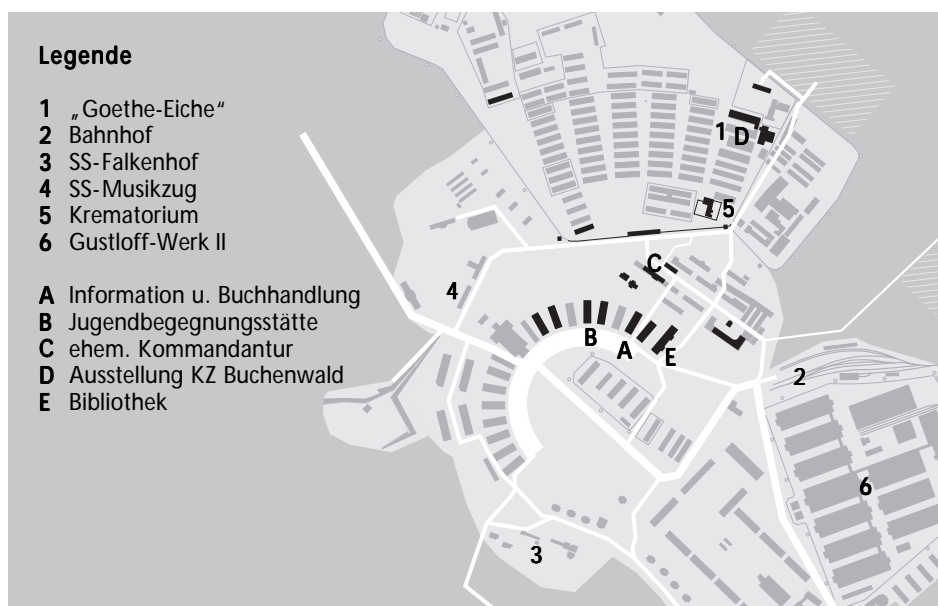 Legende
1 „Goethe-Eiche“
2 Bahnhof
3 SS-Falkenhof
4 SS-Musikzug
5 Krematorium
6 Gustloff-Werk II
A Information u. Buchhandlung
B Jugendbegegnungsstätte
C ehem. Kommandantur
D Ausstellung KZ Buchenwald
E Bibliothek
1 D
5
C
4
B
A
E
2
6
3